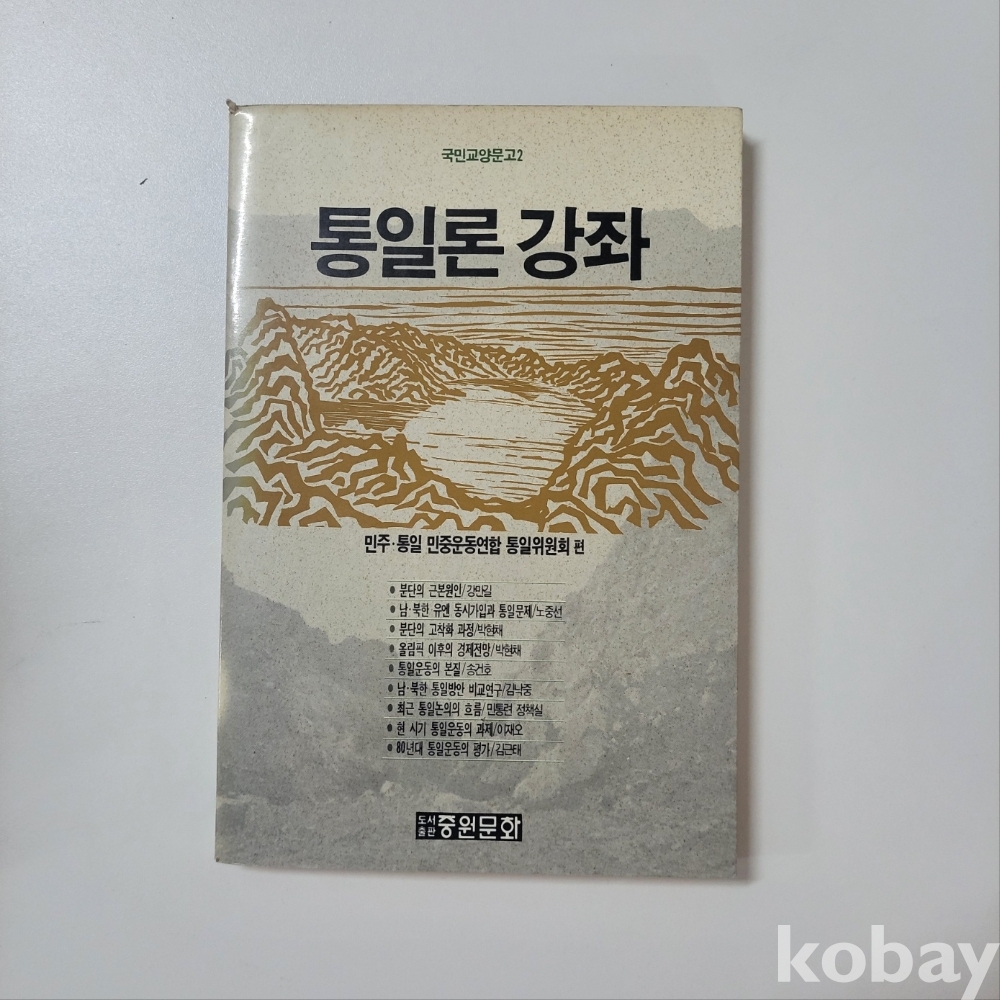 국민교양문고2
통일론 강좌
민주·통일 민중운동연합 통일위원회 편
● 분단의 근본원인/강만길
● 남·북한 유엔 동시가입과 통일문제/노중선
● 분단의 고착화 과정/박현채
● 올림픽 이후의 경제전망/박현채
● 통일운동의 본질/송건호
● 남·북한 통일방안 비교연구/김낙중
● 최근 통일논의의 흐름/민통련 정책실
● 현 시기 통일운동의 과제/이재오
● 80년대 통일운동의 평가/김근태
도서출판 중원문화
kobay